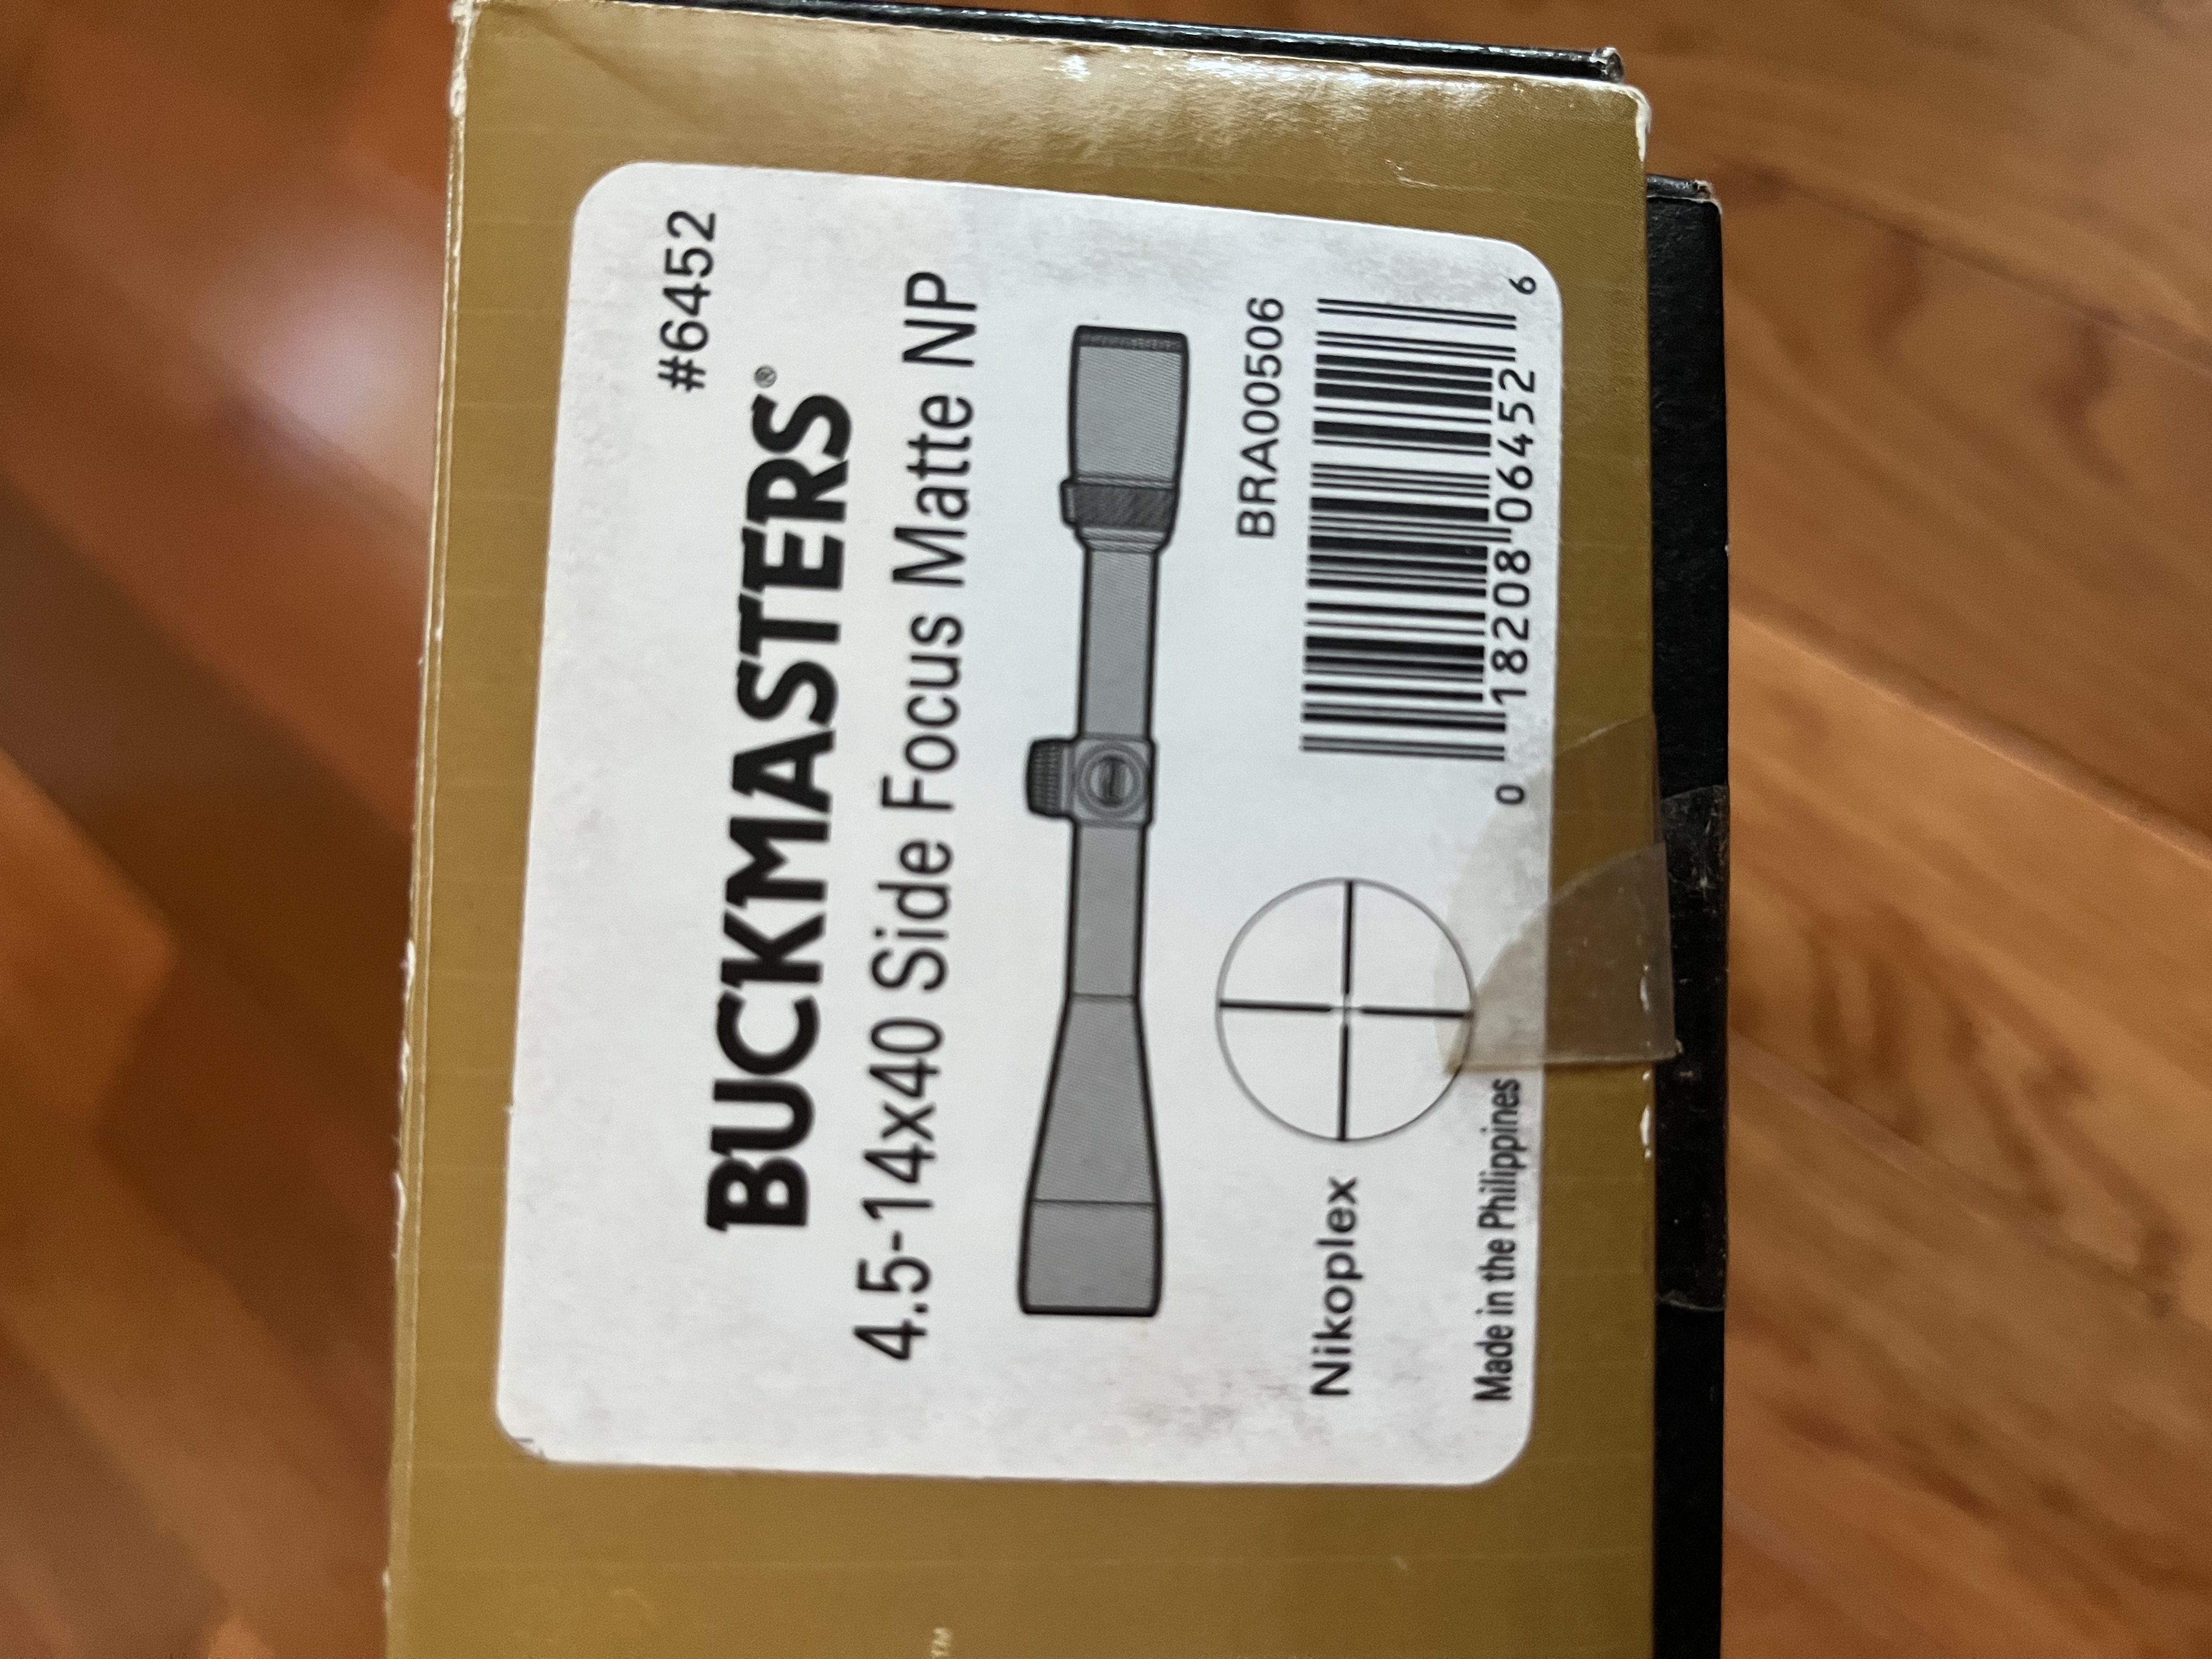 #6452
BUCKMASTERS®
4.5-14x40 Side Focus Matte NP
BRA00506
Nikoplex
0 18208 06452 6
Made in the Philippines
™